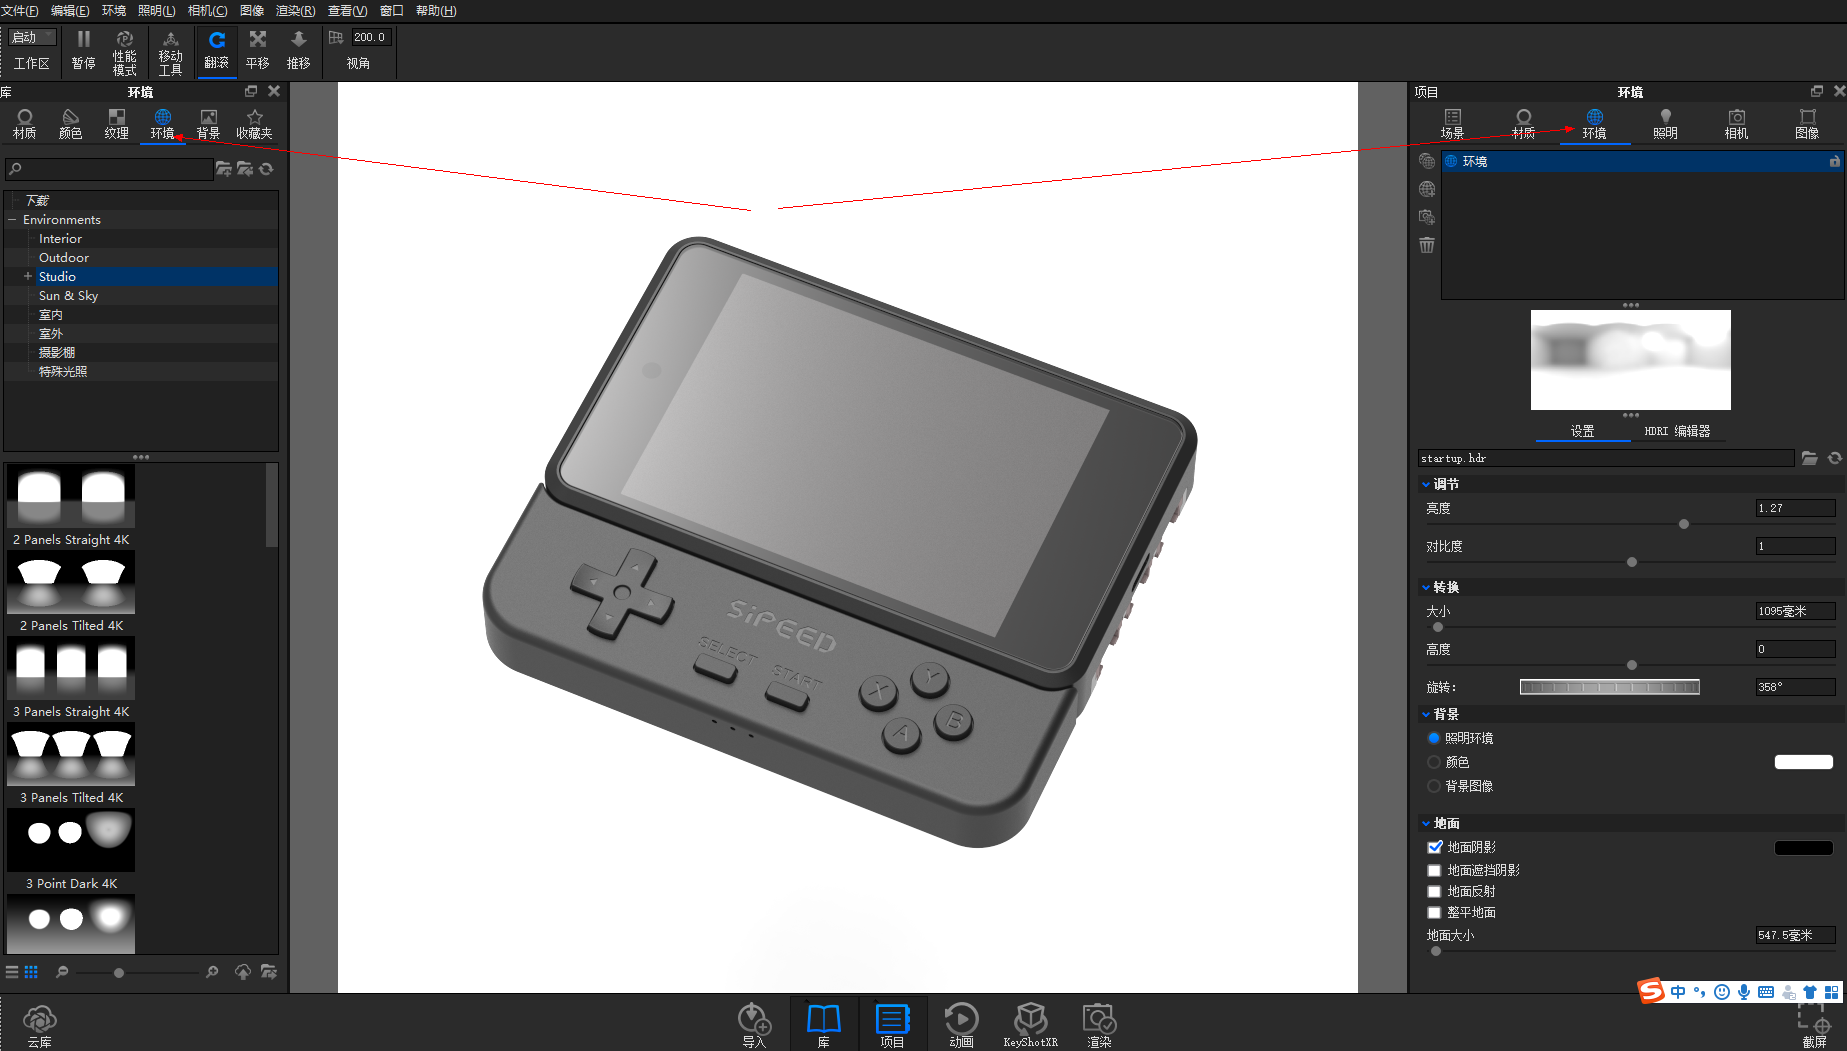 文件(F) 编辑(E) 环境 照明(L) 相机(C) 图像 渲染(R) 查看(V) 窗口 帮助(H)
启动
工作区
暂停
性能模式
移动工具
翻滚
平移
推移
200.0
视角
库
环境
材质 颜色 纹理 环境 背景 收藏夹
下载
Environments
Interior
Outdoor
Studio
Sun & Sky
室内
室外
摄影棚
特殊光照
2 Panels Straight 4K
2 Panels Tilted 4K
3 Panels Straight 4K
3 Panels Tilted 4K
3 Point Dark 4K
SiPEED
SELECT
START
X
Y
A
B
项目
环境
场景 材质 环境 照明 相机 图像
环境
设置 HDRI 编辑器
startup.hdr
调节
亮度 1.27
对比度 1
转换
大小 1095毫米
高度 0
旋转: 358°
背景
照明环境
颜色
背景图像
地面
地面阴影
地面遮挡阴影
地面反射
整平地面
地面大小 547.5毫米
S 中
云库
导入
库
项目
动画
KeyShotXR
渲染
截屏